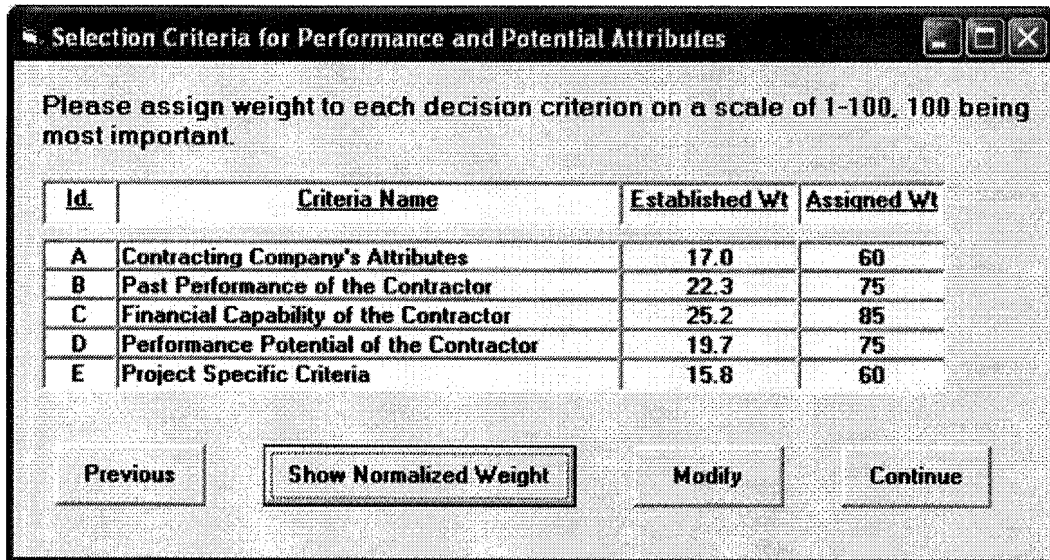 Selection Criteria for Performance and Potential Attributes
Please assign weight to each decision criterion on a scale of 1-100, 100 being
most important.
Id. Criteria Name Established Wt Assigned Wt
A Contracting Company's Attributes 17.0 60
B Past Performance of the Contractor 22.3 75
C Financial Capability of the Contractor 25.2 85
D Performance Potential of the Contractor 19.7 75
E Project Specific Criteria 15.8 60
Previous Show Normalized Weight Modify Continue